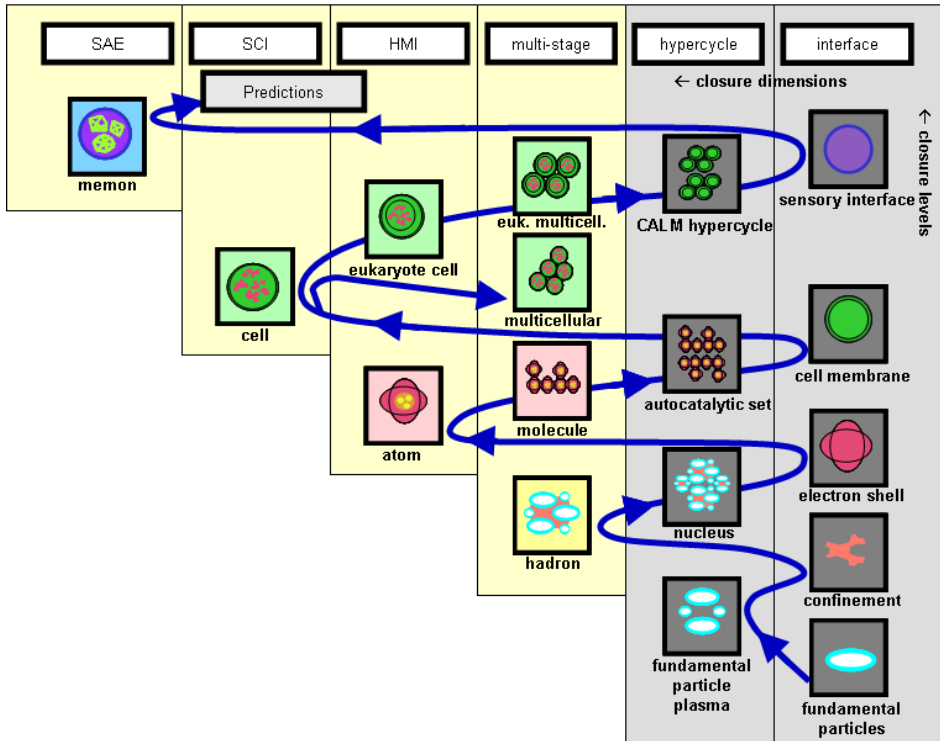 SAE
SCI
HMI
multi-stage
hypercycle
interface
← closure dimensions
Predictions
← closure levels
memon
euk. multicell.
CALM hypercycle
sensory interface
eukaryote cell
cell
multicellular
cell membrane
atom
molecule
autocatalytic set
electron shell
hadron
nucleus
confinement
fundamental
particle
plasma
fundamental
particles